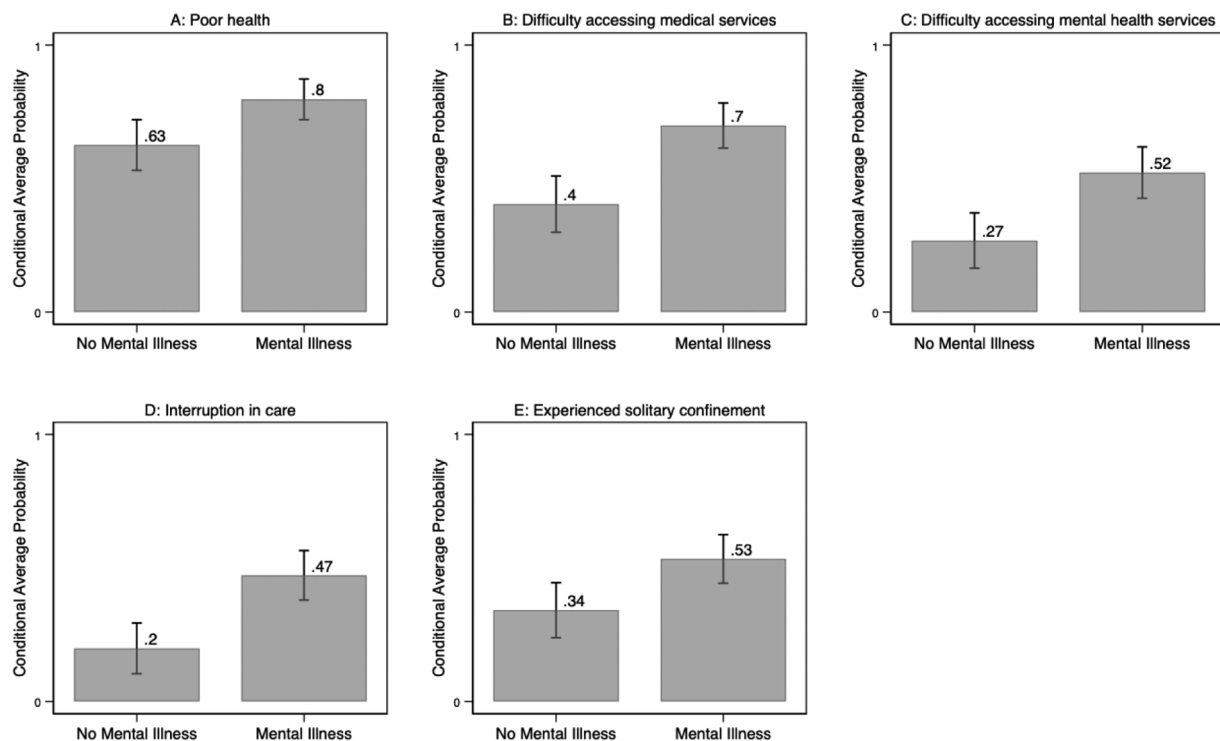 A: Poor health
Conditional Average Probability
1
0
.63
.8
No Mental Illness Mental Illness
B: Difficulty accessing medical services
Conditional Average Probability
1
0
.4
.7
No Mental Illness Mental Illness
C: Difficulty accessing mental health services
Conditional Average Probability
1
0
.27
.52
No Mental Illness Mental Illness
D: Interruption in care
Conditional Average Probability
1
0
.2
.47
No Mental Illness Mental Illness
E: Experienced solitary confinement
Conditional Average Probability
1
0
.34
.53
No Mental Illness Mental Illness